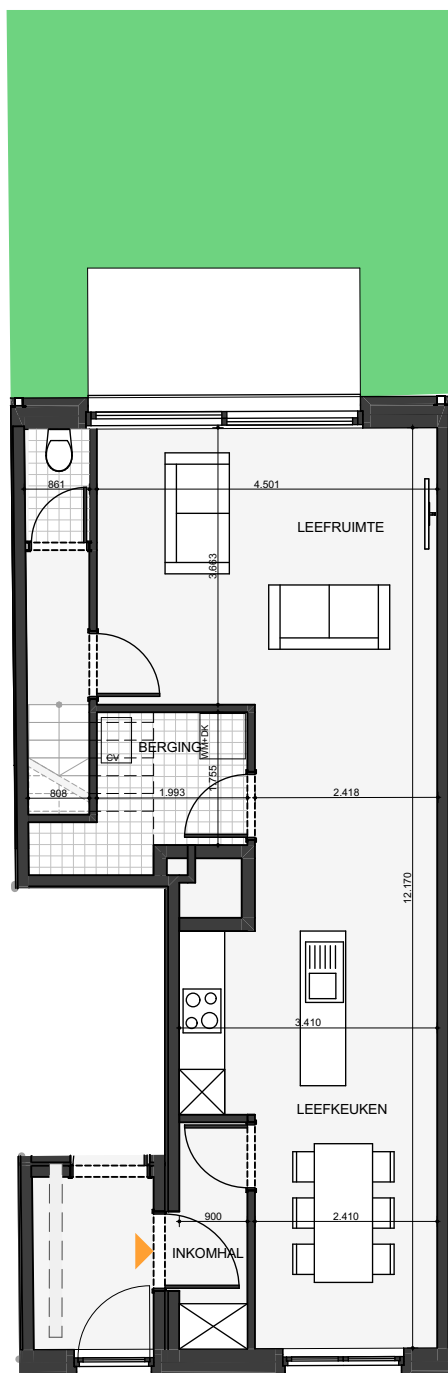 861
4.501
LEEFRUIMTE
3.663
BERGING
CV
WM+DK
1.755
808
1.993
2.418
12.170
3.410
LEEFKEUKEN
900
2.410
INKOMHAL